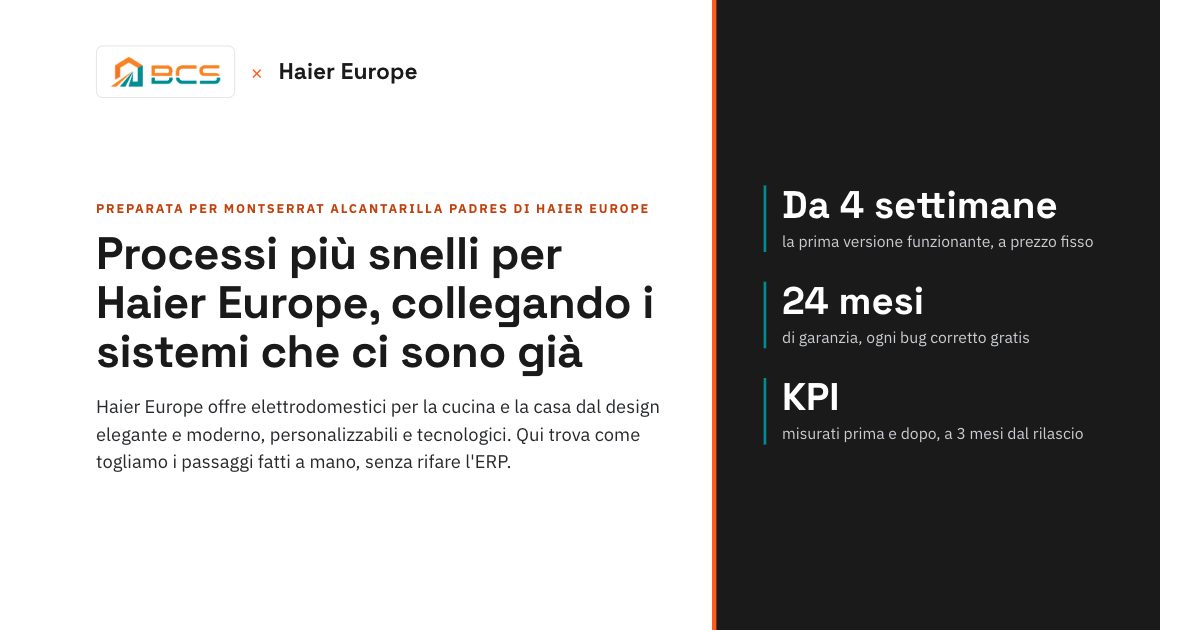 BCS × Haier Europe
PREPARATA PER MONTSERRAT ALCANTARILLA PADRES DI HAIER EUROPE
Processi più snelli per
Haier Europe, collegando i
sistemi che ci sono già
Haier Europe offre elettrodomestici per la cucina e la casa dal design
elegante e moderno, personalizzabili e tecnologici. Qui trova come
togliamo i passaggi fatti a mano, senza rifare l'ERP.
Da 4 settimane
la prima versione funzionante, a prezzo fisso
24 mesi
di garanzia, ogni bug corretto gratis
KPI
misurati prima e dopo, a 3 mesi dal rilascio